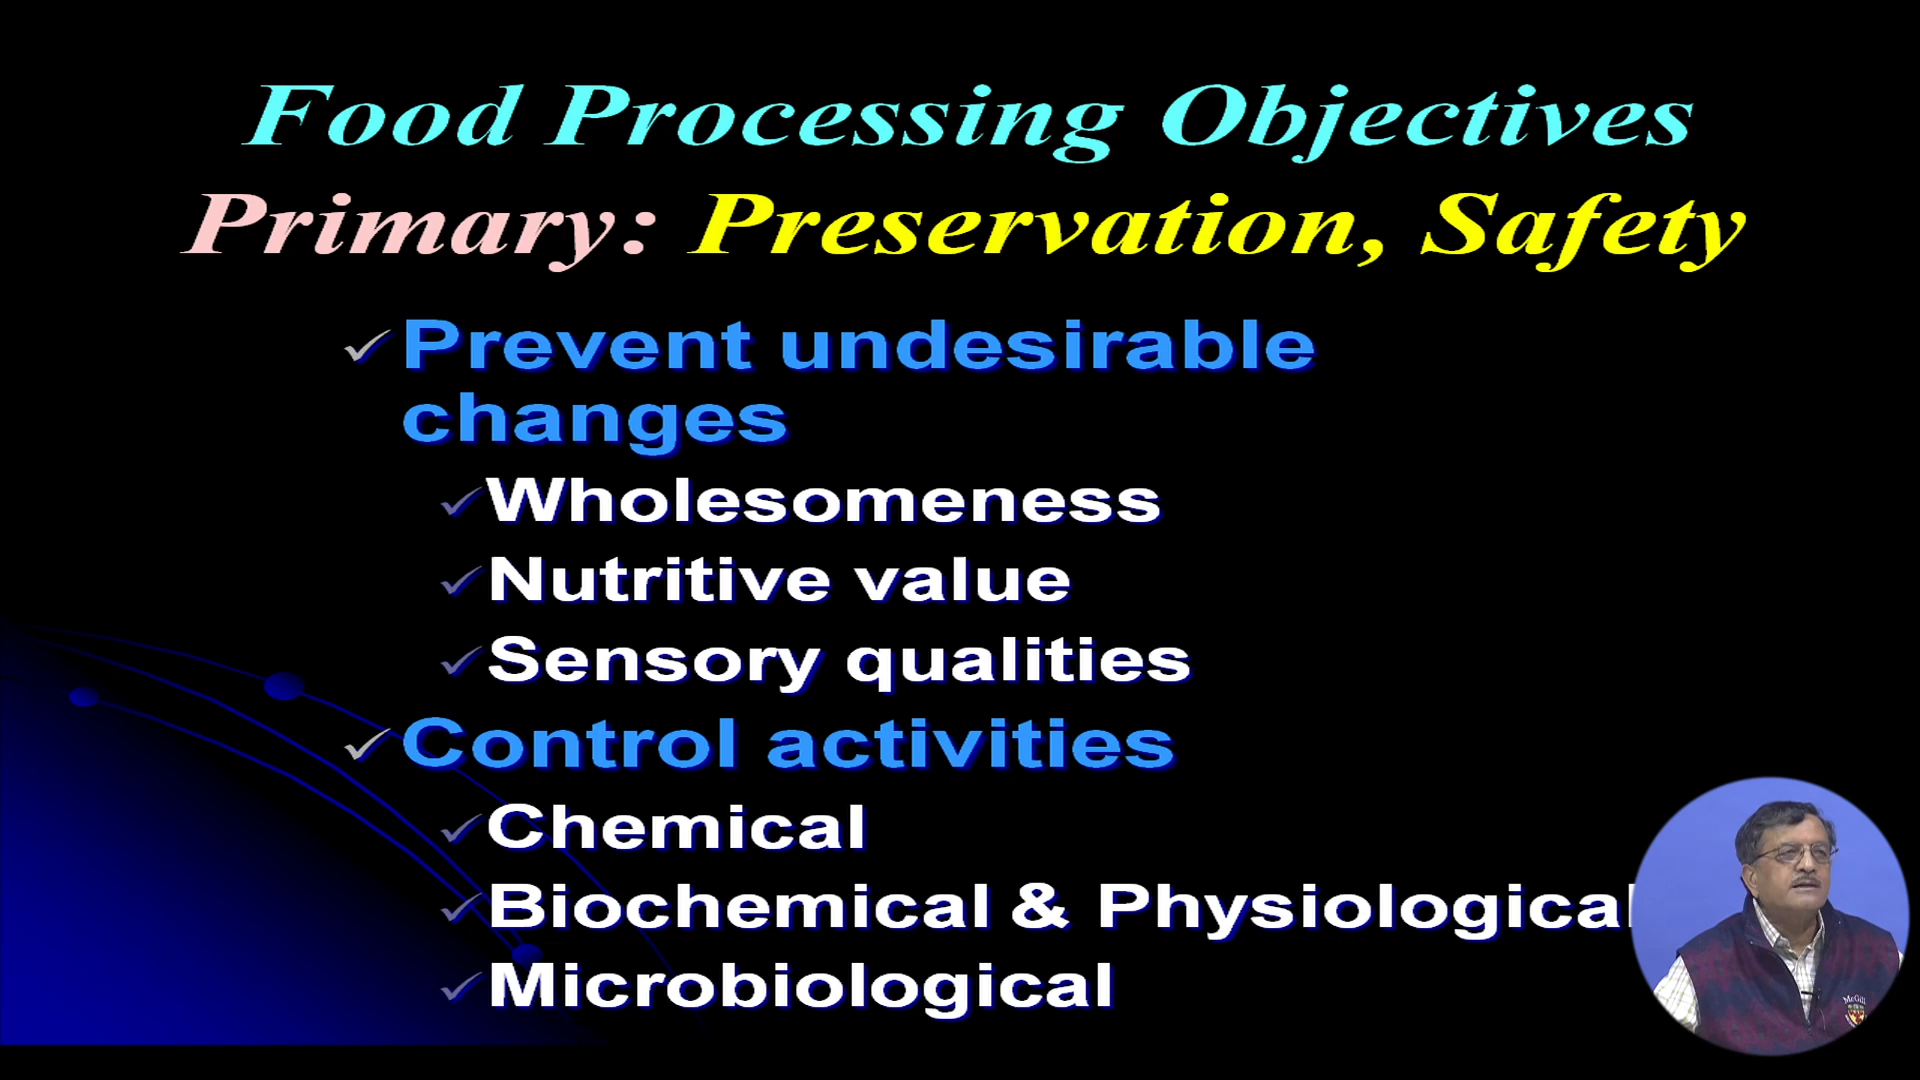 Food Processing Objectives
Primary: Preservation, Safety
Prevent undesirable
changes
Wholesomeness
Nutritive value
Sensory qualities
Control activities
Chemical
Biochemical & Physiological
Microbiological
McGill